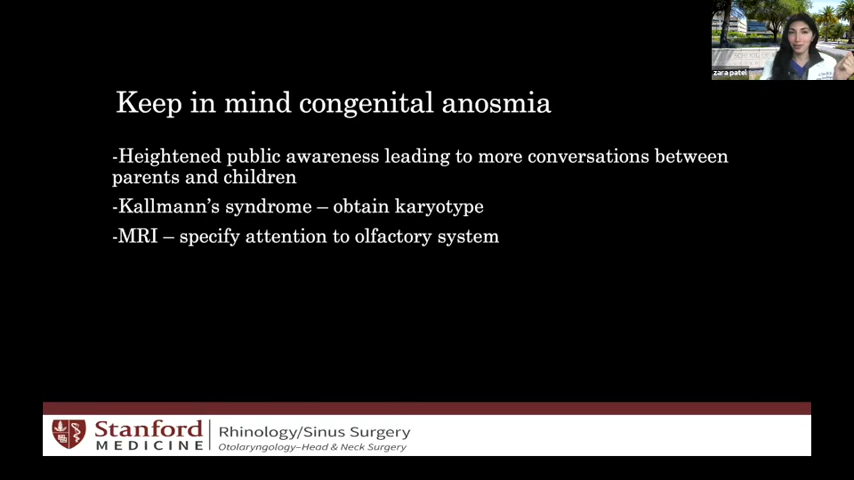 zara patel
Keep in mind congenital anosmia
-Heightened public awareness leading to more conversations between
parents and children
-Kallmann’s syndrome – obtain karyotype
-MRI – specify attention to olfactory system
Stanford
MEDICINE
Rhinology/Sinus Surgery
Otolaryngology–Head & Neck Surgery